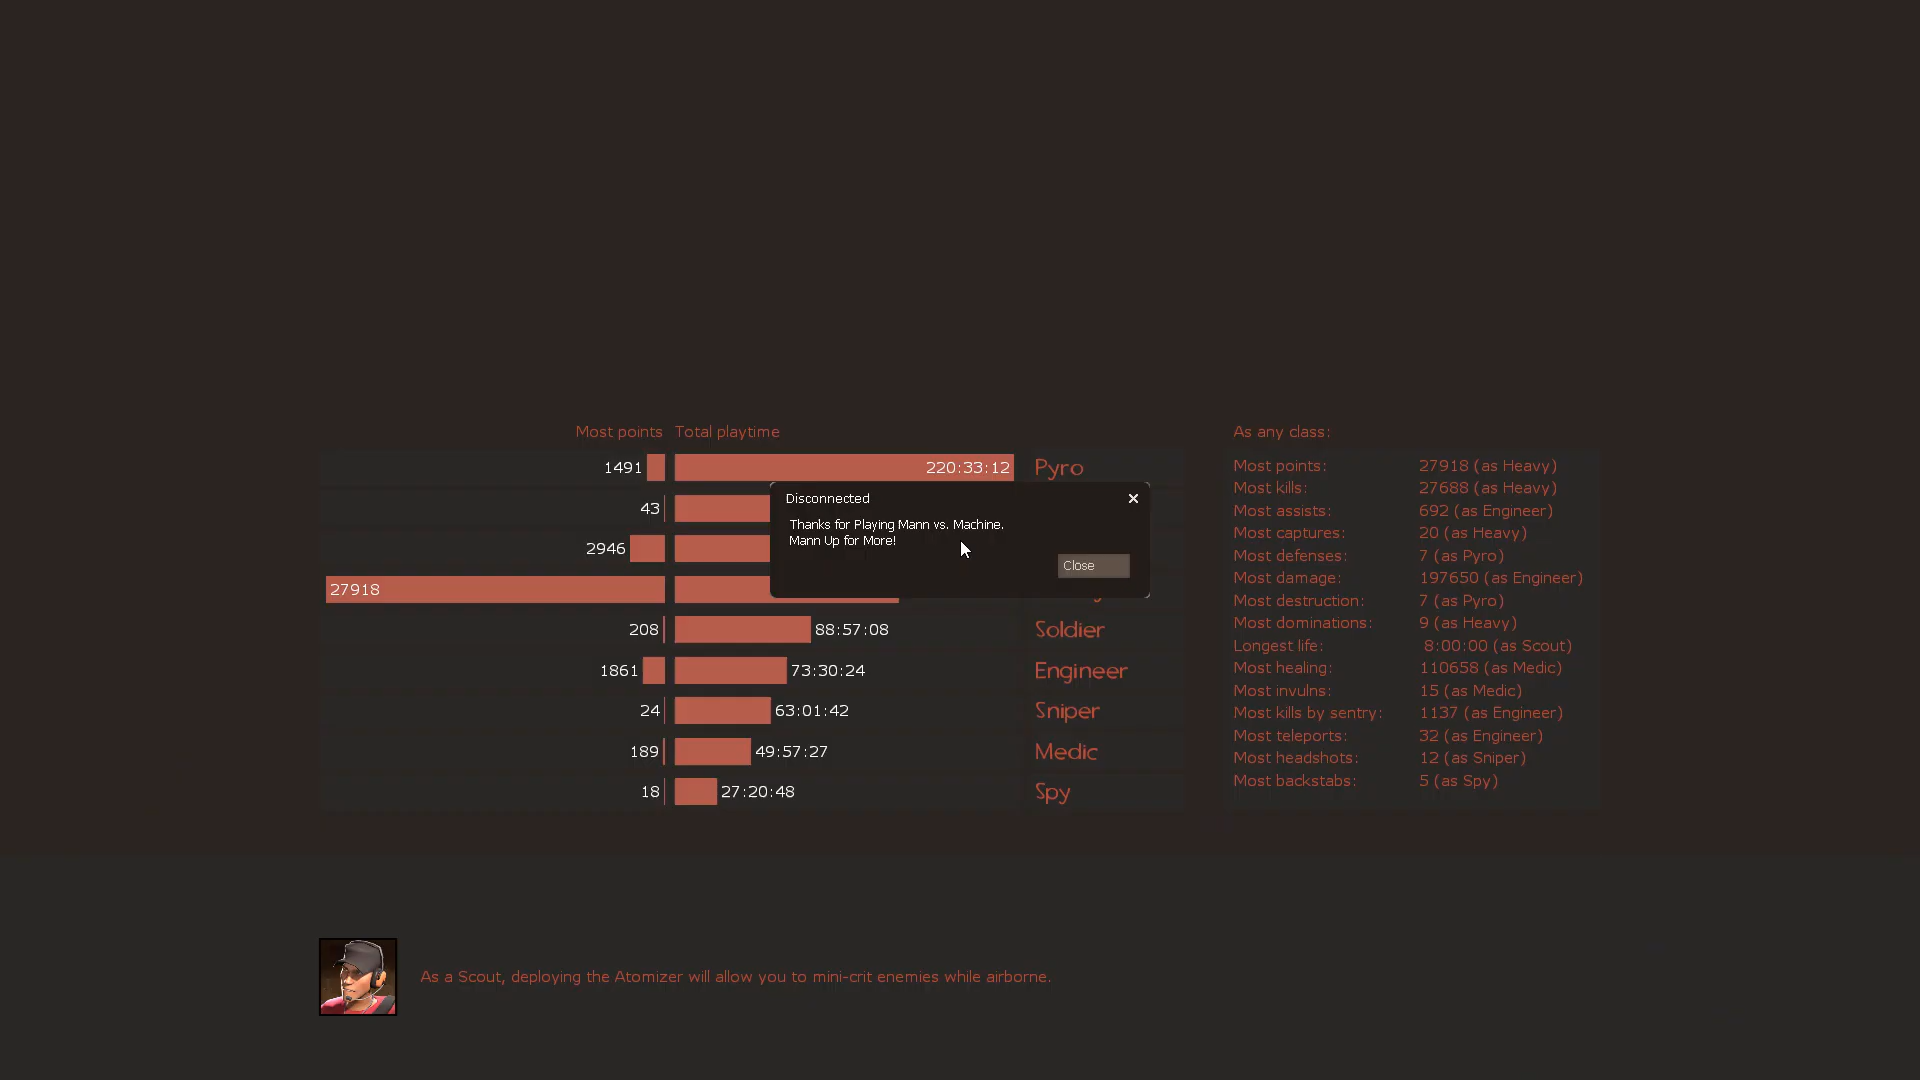 Most points Total playtime As any class:
1491 220:33:12 Pyro
43
2946
27918
208 88:57:08 Soldier
1861 73:30:24 Engineer
24 63:01:42 Sniper
189 49:57:27 Medic
18 27:20:48 Spy
Disconnected
Thanks for Playing Mann vs. Machine.
Mann Up for More!
Close
Most points: 27918 (as Heavy)
Most kills: 27688 (as Heavy)
Most assists: 692 (as Engineer)
Most captures: 20 (as Heavy)
Most defenses: 7 (as Pyro)
Most damage: 197650 (as Engineer)
Most destruction: 7 (as Pyro)
Most dominations: 9 (as Heavy)
Longest life: 8:00:00 (as Scout)
Most healing: 110658 (as Medic)
Most invulns: 15 (as Medic)
Most kills by sentry: 1137 (as Engineer)
Most teleports: 32 (as Engineer)
Most headshots: 12 (as Sniper)
Most backstabs: 5 (as Spy)
As a Scout, deploying the Atomizer will allow you to mini-crit enemies while airborne.